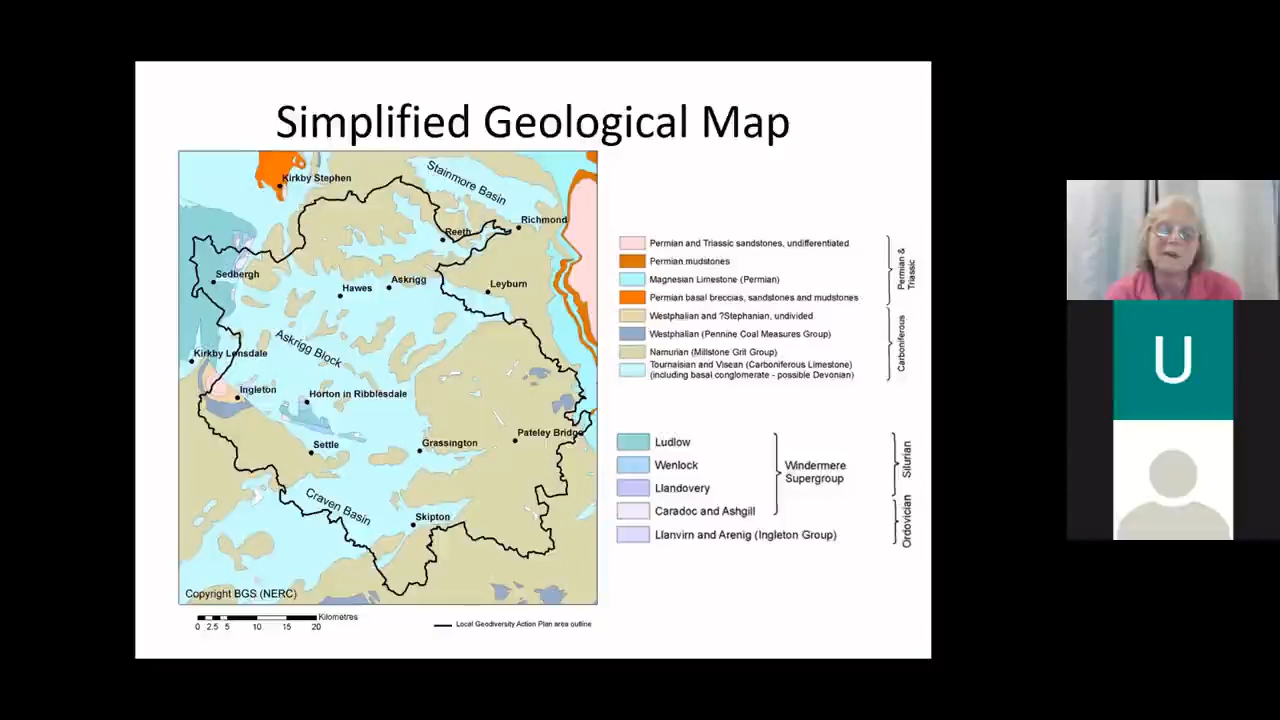 Simplified Geological Map
Kirkby Stephen
Stainmore Basin
Richmond
Reeth
Sedbergh
Askrigg
Hawes
Leyburn
Askrigg Block
Kirkby Lonsdale
Ingleton
Horton in Ribblesdale
Pateley Bridge
Settle
Grassington
Craven Basin
Skipton
Copyright BGS (NERC)
Kilometres
0 2.5 5 10 15 20
Local Geodiversity Action Plan area outline
Permian and Triassic sandstones, undifferentiated
Permian mudstones
Magnesian Limestone (Permian)
Permian basal breccias, sandstones and mudstones
Permian & Triassic
Westphalian and ?Stephanian, undivided
Westphalian (Pennine Coal Measures Group)
Namurian (Millstone Grit Group)
Tournaisian and Visean (Carboniferous Limestone)
(including basal conglomerate - possible Devonian)
Carboniferous
Ludlow
Wenlock
Llandovery
Caradoc and Ashgill
Llanvirn and Arenig (Ingleton Group)
Windermere
Supergroup
Silurian
Ordovician
U